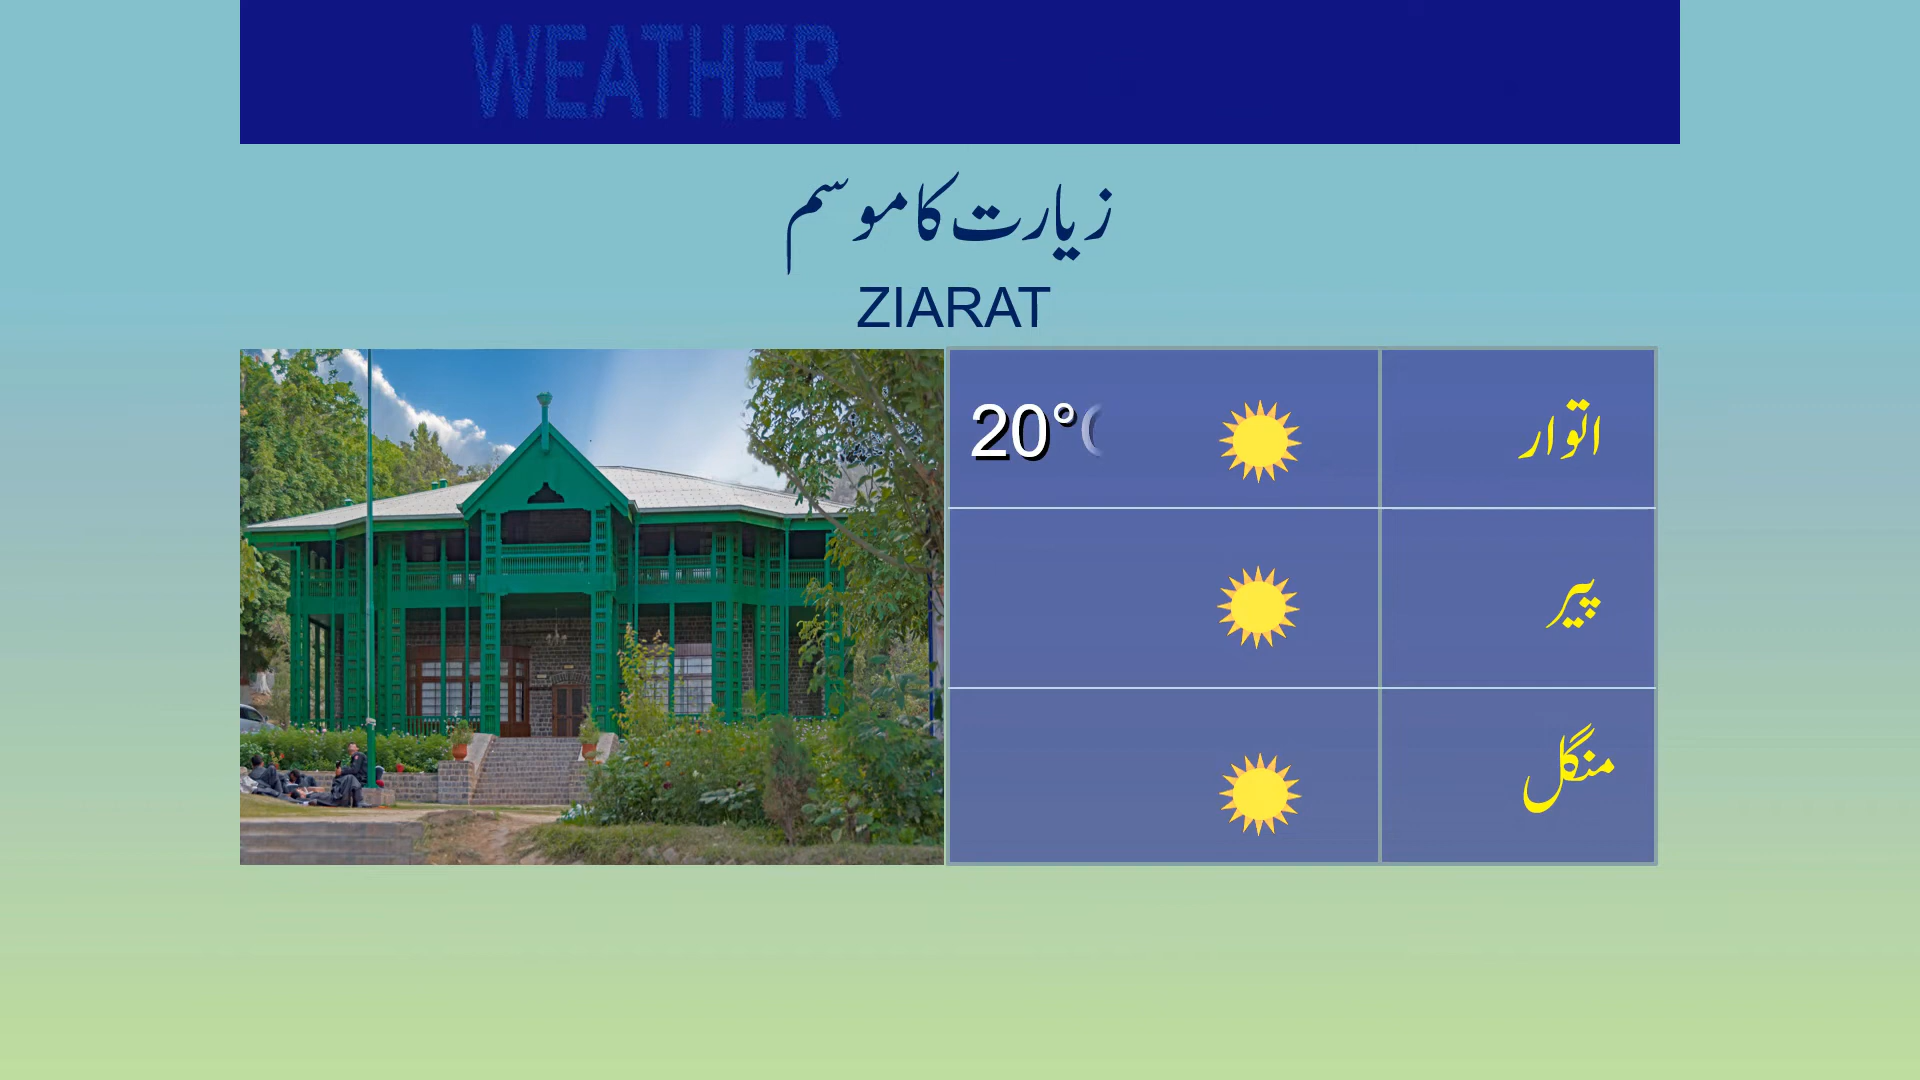 WEATHER
زیارت کا موسم
ZIARAT
اتوار
20°C
پیر
منگل